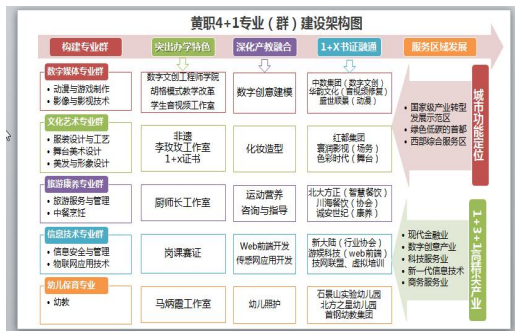 黄职4+1专业（群）建设架构图
构建专业群
突出办学特色
深化产教融合
1+X书证融通
服务区域发展
数字媒体专业群
• 动漫与游戏制作
• 影像与影视技术
数字文创工程师学院
胡格模式教学改革
学生音视频工作室
数字创意建模
中数集团（数字文创）
华韵文化（音视频修复）
盛世顺景（动漫）
文化艺术专业群
• 服装设计与工艺
• 舞台美术设计
• 美发与形象设计
非遗
李玫玫工作室
1+x证书
化妆造型
红都集团
寰润影视（场务）
色彩时代（舞台）
旅游康养专业群
• 旅游服务与管理
• 中餐烹饪
厨师长工作室
运动营养
咨询与指导
北大方正（智慧餐饮）
川海餐饮（协会）
诚安世纪（康养）
信息技术专业群
• 信息安全与管理
• 物联网应用技术
岗课赛证
Web前端开发
传感网应用开发
新大陆（行业协会）
游娱科技（web前端）
技网联盟、虚拟培训
幼儿保育专业
• 幼教
马炳霞工作室
幼儿照护
石景山实验幼儿园
北方之星幼儿园
首钢幼教集团
• 国家级产业转型
发展示范区
• 绿色低碳的首都
• 西部综合服务区
城市功能定位
• 现代金融业
• 数字创意产业
• 科技服务业
• 新一代信息技术
• 商务服务业
1+3+1高精尖产业